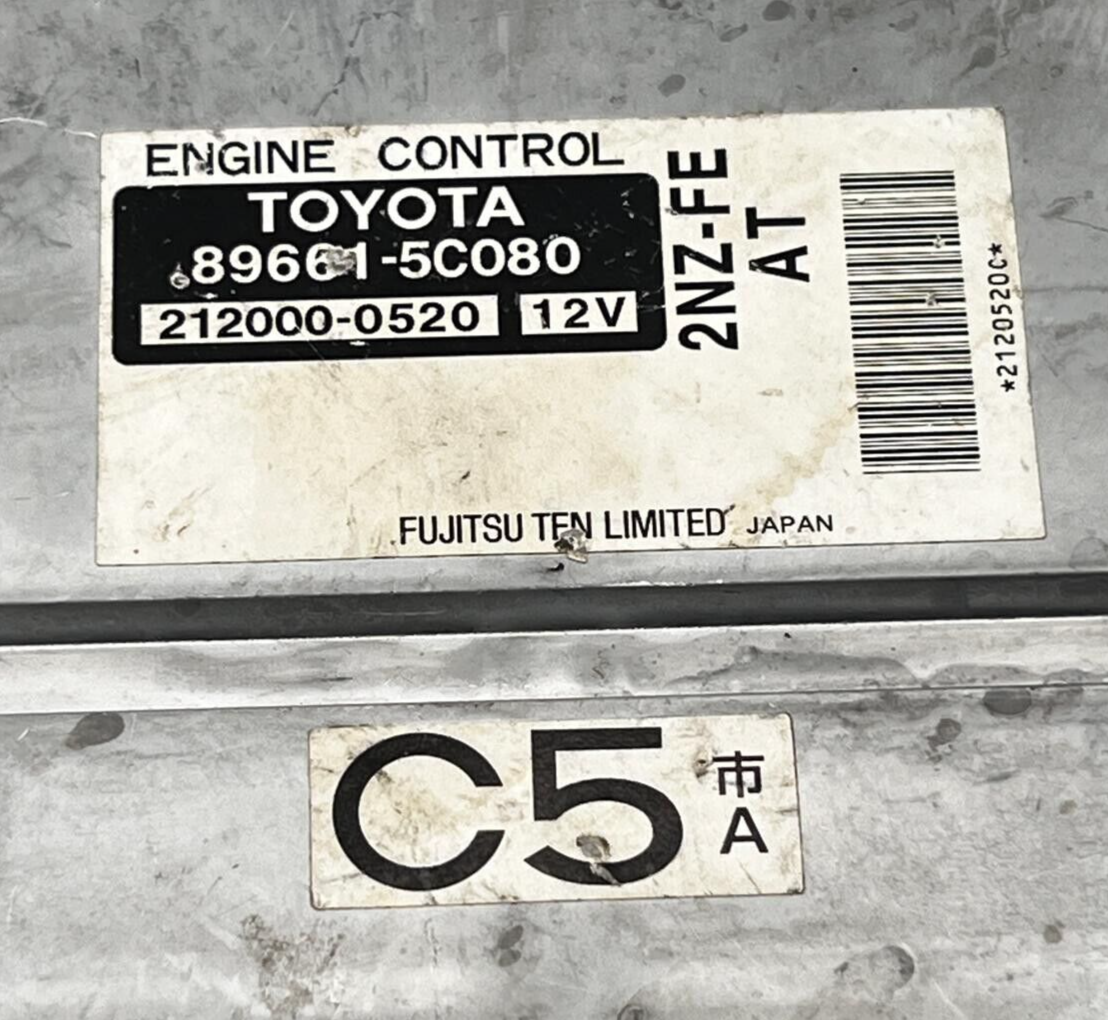 ENGINE CONTROL
TOYOTA
89661-5C080
212000-0520 12V
2NZ-FE
AT
*2120520C*
FUJITSU TEN LIMITED JAPAN
C5
市
A